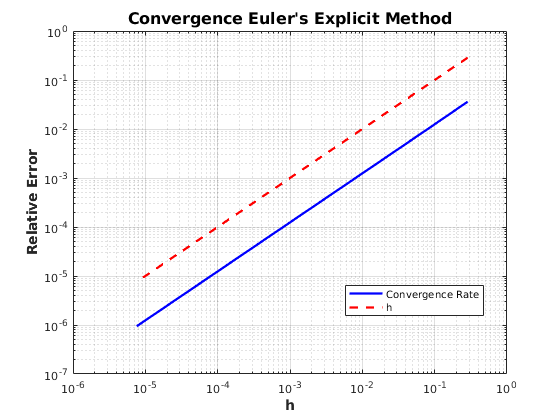 Convergence Euler's Explicit Method
10^0
10^-1
10^-2
10^-3
10^-4
10^-5
10^-6
10^-7
Relative Error
Convergence Rate
h
10^-6 10^-5 10^-4 10^-3 10^-2 10^-1 10^0
h